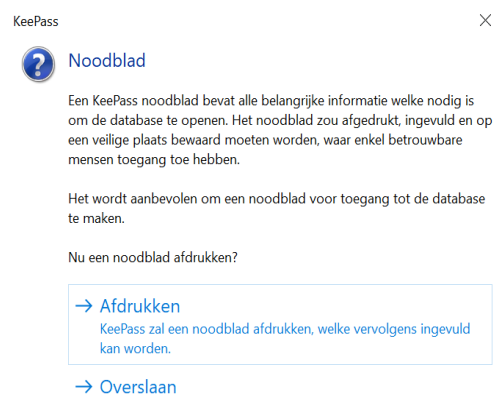 KeePass
Noodblad
Een KeePass noodblad bevat alle belangrijke informatie welke nodig is
om de database te openen. Het noodblad zou afgedrukt, ingevuld en op
een veilige plaats bewaard moeten worden, waar enkel betrouwbare
mensen toegang toe hebben.
Het wordt aanbevolen om een noodblad voor toegang tot de database
te maken.
Nu een noodblad afdrukken?
Afdrukken
KeePass zal een noodblad afdrukken, welke vervolgens ingevuld
kan worden.
Overslaan